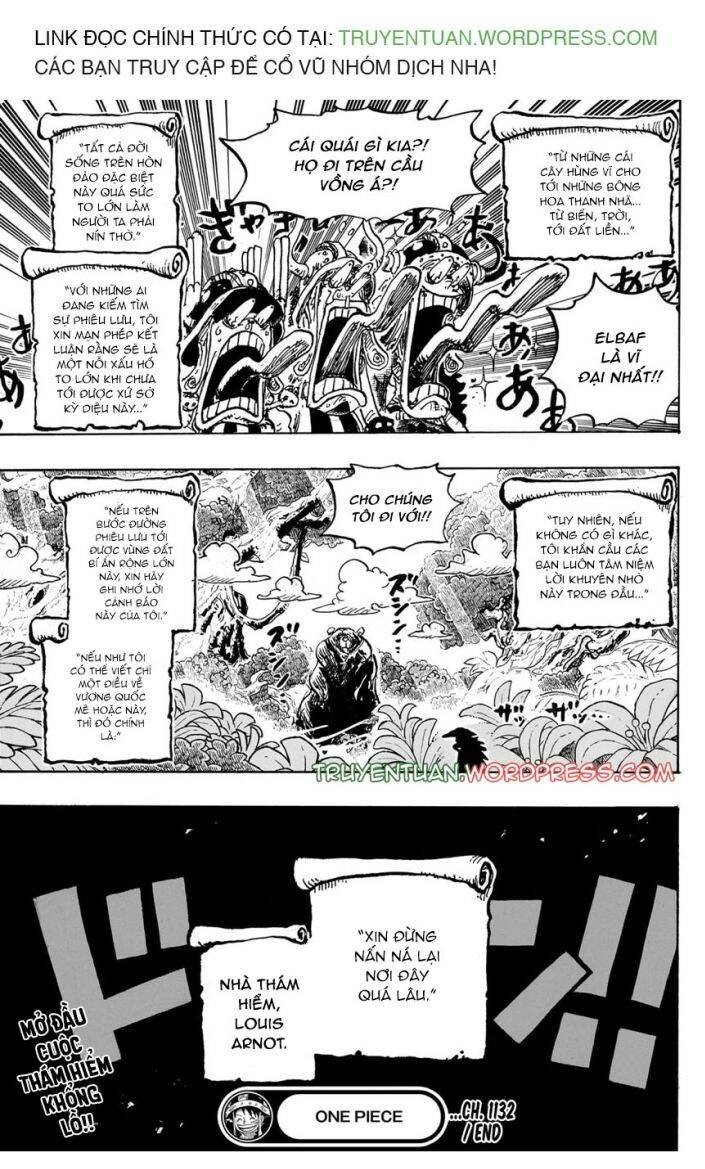 LINK ĐỌC CHÍNH THỨC CÓ TẠI: TRUYENTUAN.WORDPRESS.COM
CÁC BẠN TRUY CẬP ĐỂ CỔ VŨ NHÓM DỊCH NHA!
"TỪ NHỮNG CÁI
CÂY HÙNG VĨ CHO
TỚI NHỮNG BÔNG
HOA THANH NHÃ...
TỪ BIỂN, TRỜI,
TỚI ĐẤT LIỀN..."
CÁI QUÁI GÌ KIA?!
HỌ ĐI TRÊN CẦU
VỒNG Á?!
"TẤT CẢ ĐỜI
SỐNG TRÊN HÒN
ĐẢO ĐẶC BIỆT
NÀY QUÁ SỨC
TO LỚN LÀM
NGƯỜI TA PHẢI
NÍN THỞ."
ELBAF
LÀ VĨ
ĐẠI NHẤT!!
"VỚI NHỮNG AI
ĐANG KIẾM TÌM
SỰ PHIÊU LƯU, TÔI
XIN MẠN PHÉP KẾT
LUẬN RẰNG SẼ LÀ
MỘT NỖI XẤU HỔ
TO LỚN KHI CHƯA
TỚI ĐƯỢC XỨ SỞ
KỲ DIỆU NÀY..."
"TUY NHIÊN, NẾU
KHÔNG CÓ GÌ KHÁC,
TÔI KHẨN CẦU CÁC
BẠN LUÔN TÂM NIỆM
LỜI KHUYÊN NHỎ
NÀY TRONG ĐẦU..."
CHO CHÚNG
TÔI ĐI VỚI!!
"NẾU TRÊN
BƯỚC ĐƯỜNG
PHIÊU LƯU TỚI
ĐƯỢC VÙNG ĐẤT
BÍ ẨN RỘNG LỚN
NÀY, XIN HÃY
GHI NHỚ LỜI
CẢNH BÁO
NÀY CỦA TÔI."
"NẾU NHƯ TÔI
CÓ THỂ VIẾT CHỈ
MỘT ĐIỀU VỀ
VƯƠNG QUỐC
MÊ HOẶC NÀY,
THÌ ĐÓ CHÍNH
LÀ:"
ズシン
ザザッ
TRUYENTUAN.WORDPRESS.COM
ドン!!
"XIN ĐỪNG
NẤN NÁ LẠI
NƠI ĐÂY
QUÁ LÂU."
NHÀ THÁM
HIỂM,
LOUIS
ARNOT.
MỞ ĐẦU
CUỘC
THÁM HIỂM
KHỔNG
LỒ!!
ONE PIECE
...CH. 1132
/ END